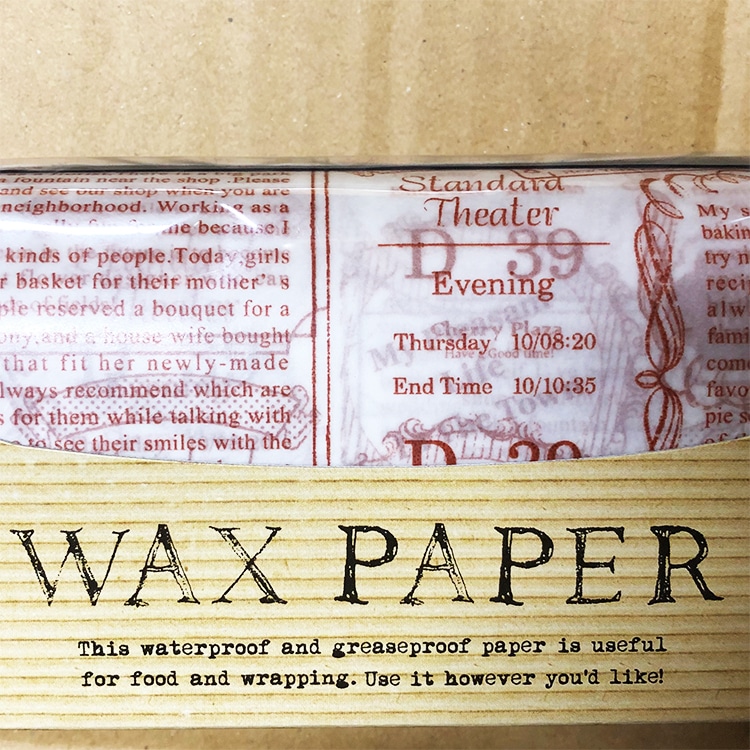 fountain near the shop .Please
and see our shop when you are
neighborhood. Working as a
because I
kinds of people.Today,girls
basket for their mother's
reserved a bouquet for a
and a house wife bought
that fit her newly-made
always recommend which are
s for them while talking with
to see their smiles with the
Standard
Theater
D 39
Evening
Cherry Plaza
Have a Good time!
Thursday 10/08:20
End Time 10/10:35
D 39
My s
bakin
try n
reci
alw
fami
com
favo
pie s
WAX PAPER
This waterproof and greaseproof paper is useful
for food and wrapping. Use it however you'd like!